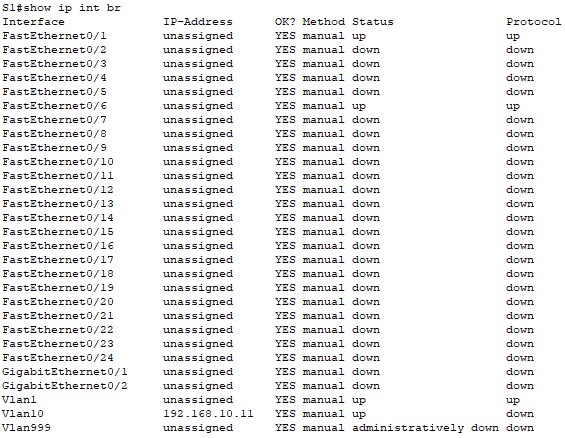 S1#show ip int br
Interface IP-Address OK? Method Status Protocol
FastEthernet0/1 unassigned YES manual up up
FastEthernet0/2 unassigned YES manual down down
FastEthernet0/3 unassigned YES manual down down
FastEthernet0/4 unassigned YES manual down down
FastEthernet0/5 unassigned YES manual down down
FastEthernet0/6 unassigned YES manual up up
FastEthernet0/7 unassigned YES manual down down
FastEthernet0/8 unassigned YES manual down down
FastEthernet0/9 unassigned YES manual down down
FastEthernet0/10 unassigned YES manual down down
FastEthernet0/11 unassigned YES manual down down
FastEthernet0/12 unassigned YES manual down down
FastEthernet0/13 unassigned YES manual down down
FastEthernet0/14 unassigned YES manual down down
FastEthernet0/15 unassigned YES manual down down
FastEthernet0/16 unassigned YES manual down down
FastEthernet0/17 unassigned YES manual down down
FastEthernet0/18 unassigned YES manual down down
FastEthernet0/19 unassigned YES manual down down
FastEthernet0/20 unassigned YES manual down down
FastEthernet0/21 unassigned YES manual down down
FastEthernet0/22 unassigned YES manual down down
FastEthernet0/23 unassigned YES manual down down
FastEthernet0/24 unassigned YES manual down down
GigabitEthernet0/1 unassigned YES manual down down
GigabitEthernet0/2 unassigned YES manual down down
Vlan1 unassigned YES manual up up
Vlan10 192.168.10.11 YES manual up down
Vlan999 unassigned YES manual administratively down down